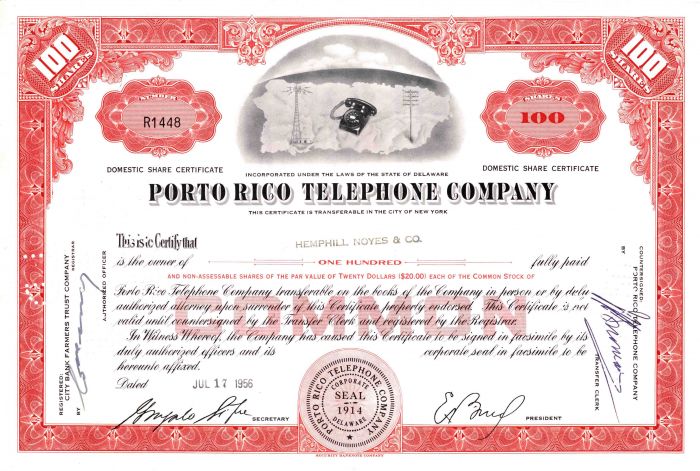 100
SHARES
100
SHARES
NUMBER
R1448
SHARES
100
DOMESTIC SHARE CERTIFICATE
DOMESTIC SHARE CERTIFICATE
INCORPORATED UNDER THE LAWS OF THE STATE OF DELAWARE
PORTO RICO TELEPHONE COMPANY
THIS CERTIFICATE IS TRANSFERABLE IN THE CITY OF NEW YORK
This is to Certify that
HEMPHILL NOYES & CO.
is the owner of ONE HUNDRED fully paid
AND NON-ASSESSABLE SHARES OF THE PAR VALUE OF TWENTY DOLLARS ($20.00) EACH OF THE COMMON STOCK OF
Porto Rico Telephone Company transferable on the books of the Company in person or by duly
authorized attorney upon surrender of this Certificate properly endorsed. This Certificate is not
valid until countersigned by the Transfer Clerk and registered by the Registrar.
In Witness Whereof, the Company has caused this Certificate to be signed in facsimile by its
duly authorized officers and its corporate seal in facsimile to be
hereunto affixed.
COMMON
Dated JUL 17 1956
SECRETARY
PORTO RICO TELEPHONE COMPANY
CORPORATE
SEAL
1914
DELAWARE
PRESIDENT
REGISTERED:
CITY BANK FARMERS TRUST COMPANY
REGISTRAR
BY
AUTHORIZED OFFICER
COUNTERSIGNED:
PORTO RICO TELEPHONE COMPANY
BY
TRANSFER CLERK
SECURITY BANKNOTE COMPANY